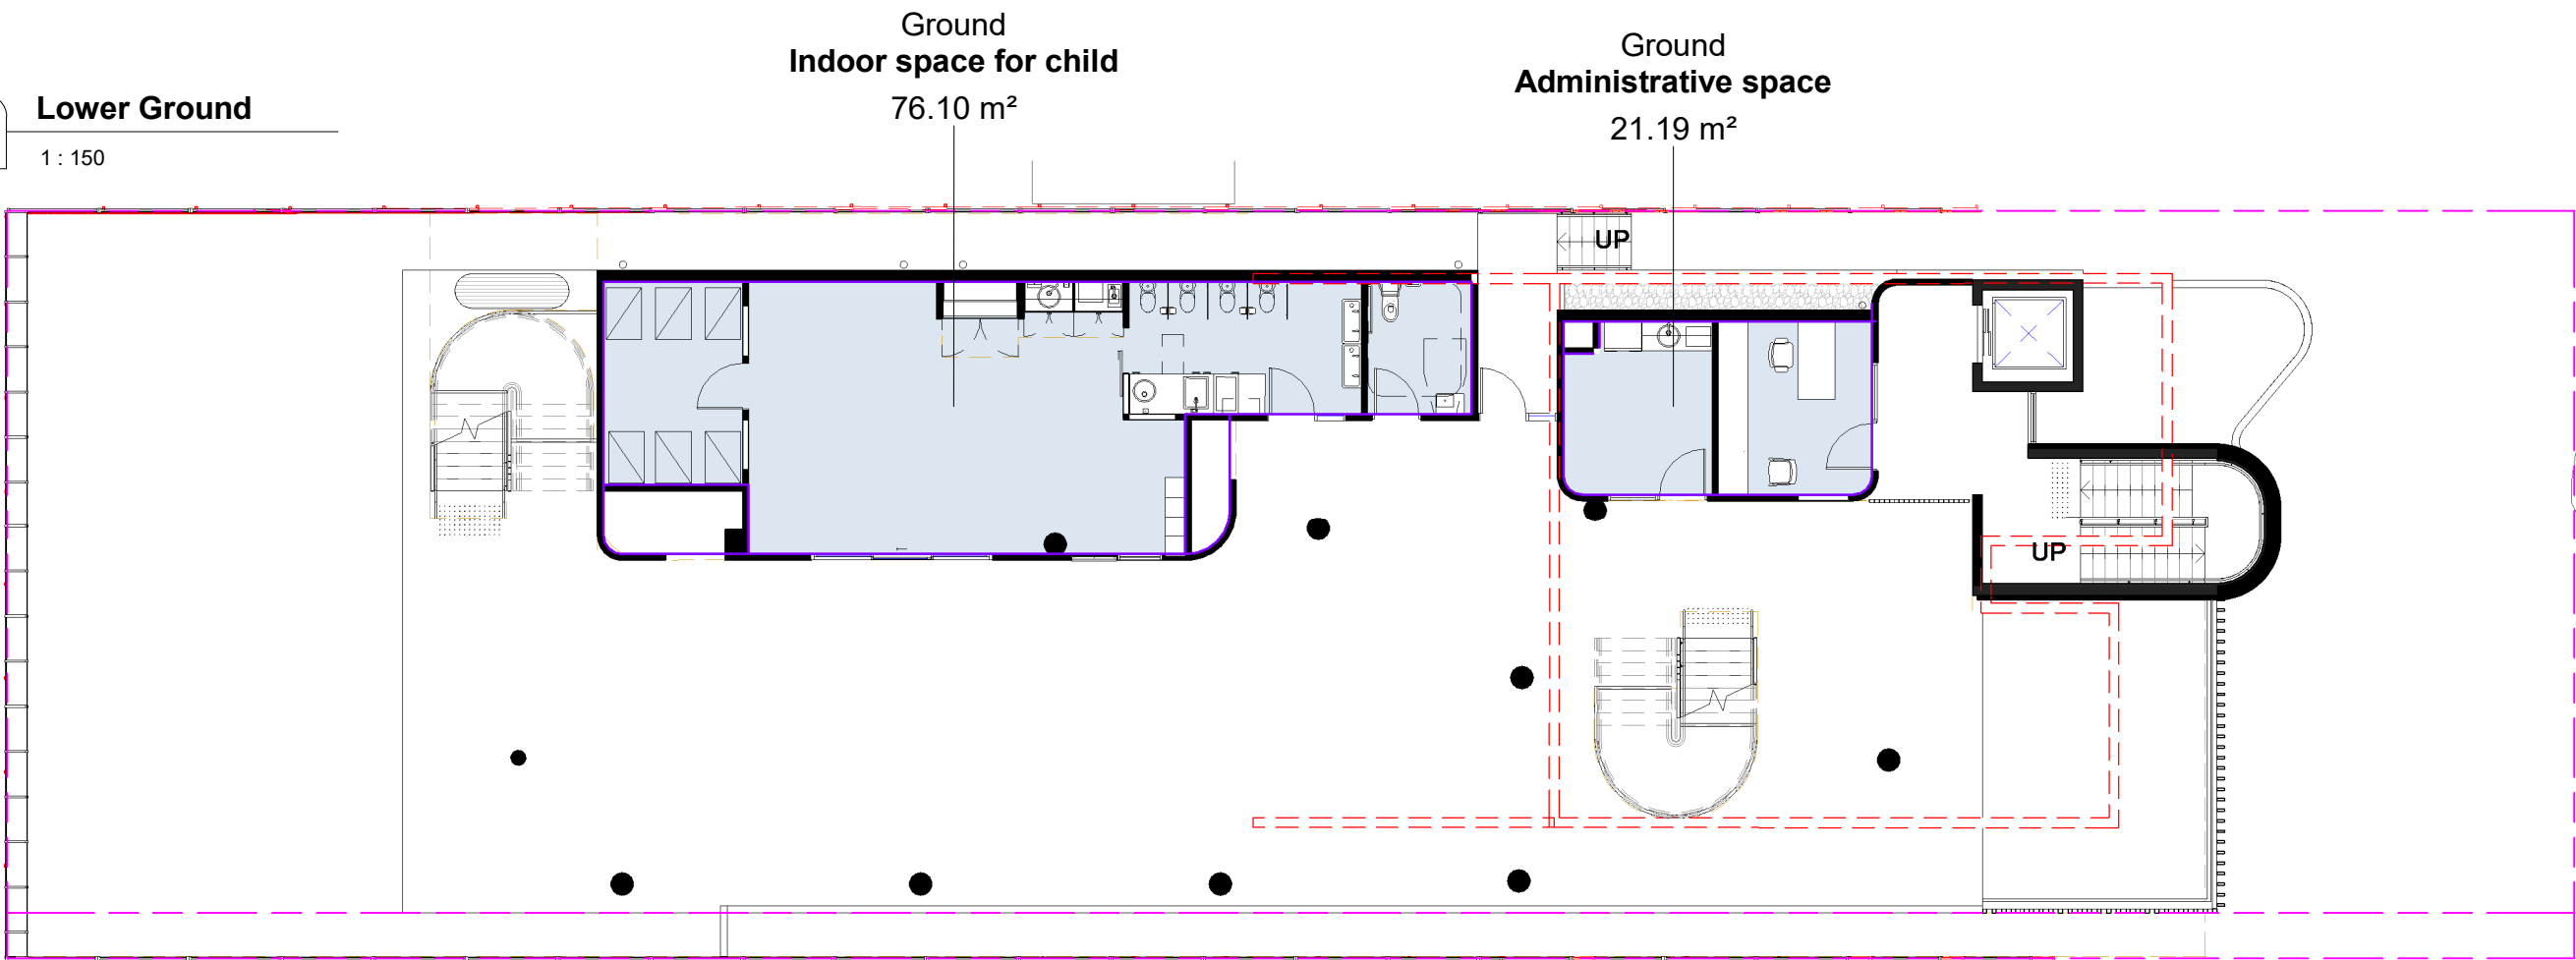 Ground
Indoor space for child
76.10 m²
Ground
Administrative space
21.19 m²
Lower Ground
1 : 150
UP
UP